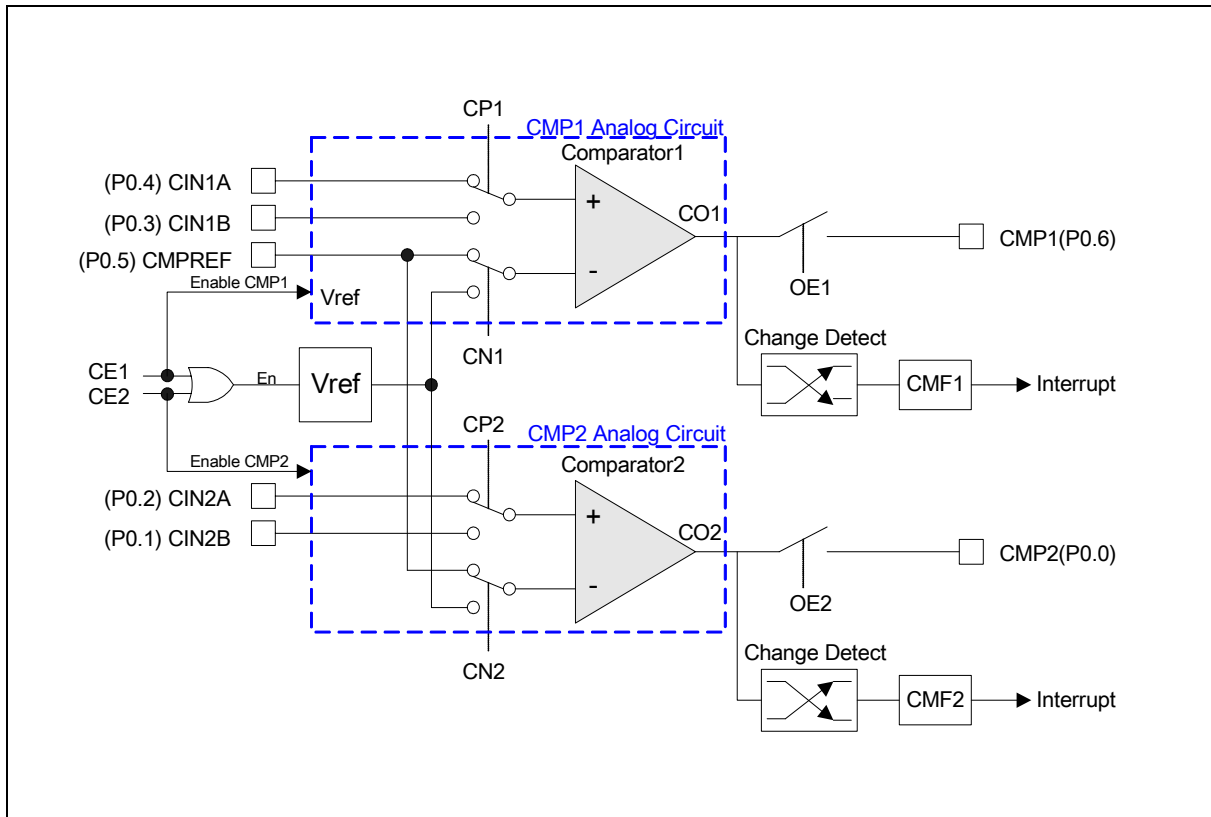 CP1
CMP1 Analog Circuit
Comparator1
(P0.4) CIN1A
+
CO1
(P0.3) CIN1B
CMP1(P0.6)
(P0.5) CMPREF
-
Enable CMP1
Vref
OE1
Change Detect
CN1
CE1
En
Vref
CMF1
Interrupt
CE2
CP2
CMP2 Analog Circuit
Enable CMP2
Comparator2
(P0.2) CIN2A
+
(P0.1) CIN2B
CO2
CMP2(P0.0)
-
OE2
Change Detect
CN2
CMF2
Interrupt